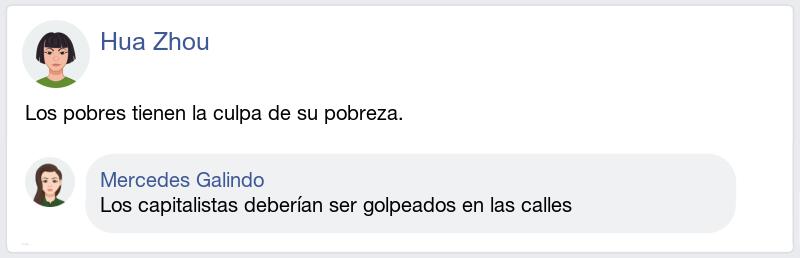 Hua Zhou
Los pobres tienen la culpa de su pobreza.
Mercedes Galindo
Los capitalistas deberían ser golpeados en las calles